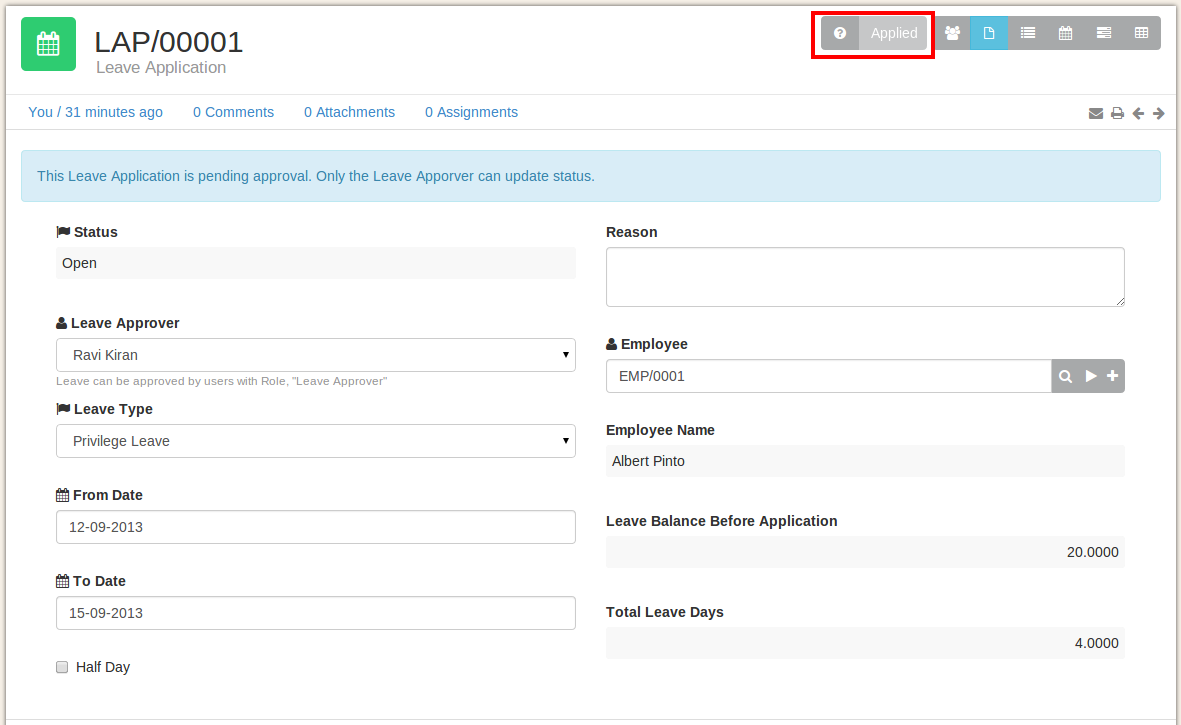 LAP/00001
Leave Application
Applied
You / 31 minutes ago 0 Comments 0 Attachments 0 Assignments
This Leave Application is pending approval. Only the Leave Apporver can update status.
Status
Open
Leave Approver
Ravi Kiran
Leave can be approved by users with Role, "Leave Approver"
Leave Type
Privilege Leave
From Date
12-09-2013
To Date
15-09-2013
Half Day
Reason
Employee
EMP/0001
Employee Name
Albert Pinto
Leave Balance Before Application
20.0000
Total Leave Days
4.0000